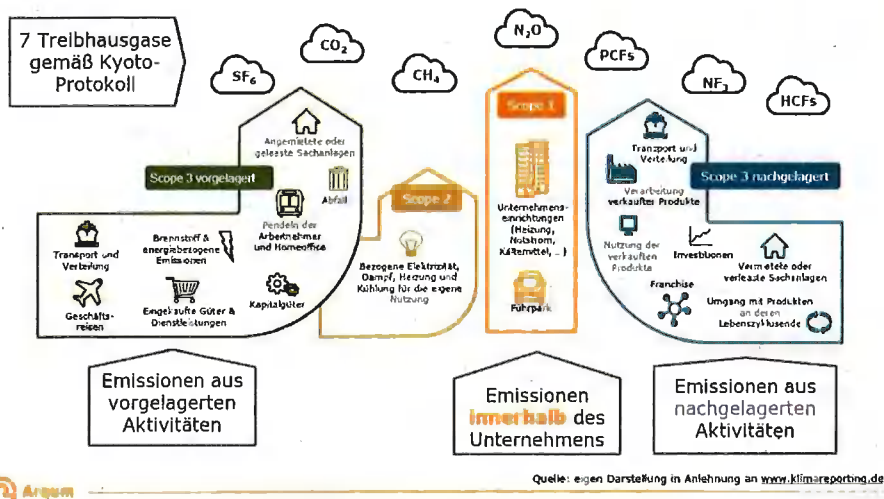 7 Treibhausgase
gemäß Kyoto-
Protokoll
SF₆
CO₂
CH₄
N₂O
PCFs
NF₃
HCFs
Scope 3 vorgelagert
Angemietete oder
geleaste Sachanlagen
Abfall
Pendeln der
Arbeitnehmer
und Homeoffice
Transport und
Verteilung
Brennstoff &
energiebezogene
Emissionen
Geschäfts-
reisen
Eingekaufte Güter &
Dienstleistungen
Kapitalgüter
Scope 2
Bezogene Elektrizität,
Dampf, Heizung und
Kühlung für die eigene
Nutzung
Scope 1
Unternehmens-
einrichtungen
(Heizung,
Notstrom,
Kältemittel, ...)
Fuhrpark
Scope 3 nachgelagert
Transport und
Verteilung
Verarbeitung
verkaufter Produkte
Nutzung der
verkauften
Produkte
Investitionen
Vermietete oder
verleaste Sachanlagen
Franchise
Umgang mit Produkten
an deren
Lebenszyklusende
Emissionen aus
vorgelagerten
Aktivitäten
Emissionen
innerhalb des
Unternehmens
Emissionen aus
nachgelagerten
Aktivitäten
Quelle: eigen Darstellung in Anlehnung an www.klimareporting.de
Arqum